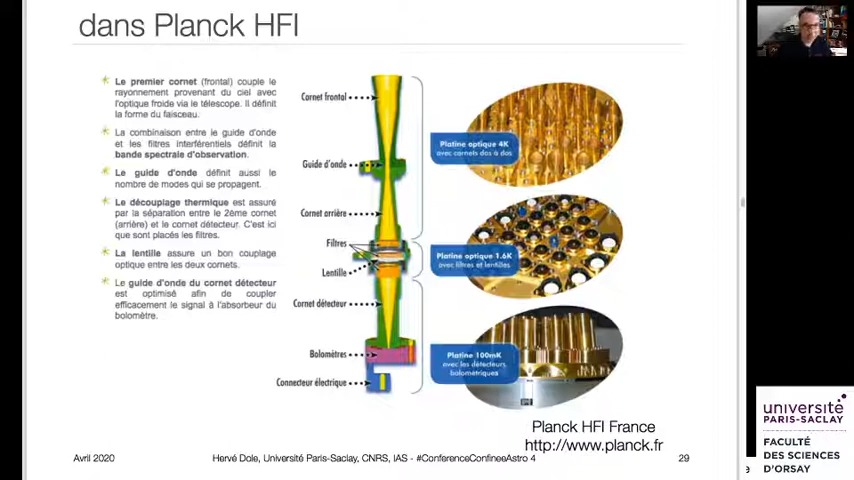 dans Planck HFI
Le premier cornet (frontal) couple le
rayonnement provenant du ciel avec
l'optique froide via le télescope. Il définit
la forme du faisceau.
La combinaison entre le guide d'onde
et les filtres interférentiels définit la
bande spectrale d'observation.
Le guide d'onde définit aussi le
nombre de modes qui se propagent.
Le découplage thermique est assuré
par la séparation entre le 2ème cornet
(arrière) et le cornet détecteur. C'est ici
que sont placés les filtres.
La lentille assure un bon couplage
optique entre les deux cornets.
Le guide d'onde du cornet détecteur
est optimisé afin de coupler
efficacement le signal à l'absorbeur du
bolomètre.
Cornet frontal
Guide d'onde
Cornet arrière
Filtres
Lentille
Cornet détecteur
Bolomètres
Connecteur électrique
Platine optique 4K
avec cornets dos à dos
Platine optique 1.6K
avec filtres et lentilles
Platine 100mK
avec les détecteurs
bolométriques
Planck HFI France
http://www.planck.fr
Avril 2020
Hervé Dole, Université Paris-Saclay, CNRS, IAS - #ConferenceConfineeAstro 4
29
université
PARIS-SACLAY
FACULTÉ
DES SCIENCES
D'ORSAY